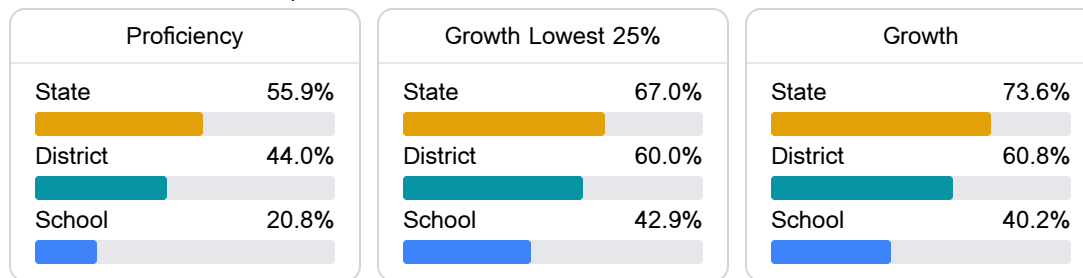 Proficiency
State 55.9%
District 44.0%
School 20.8%
Growth Lowest 25%
State 67.0%
District 60.0%
School 42.9%
Growth
State 73.6%
District 60.8%
School 40.2%